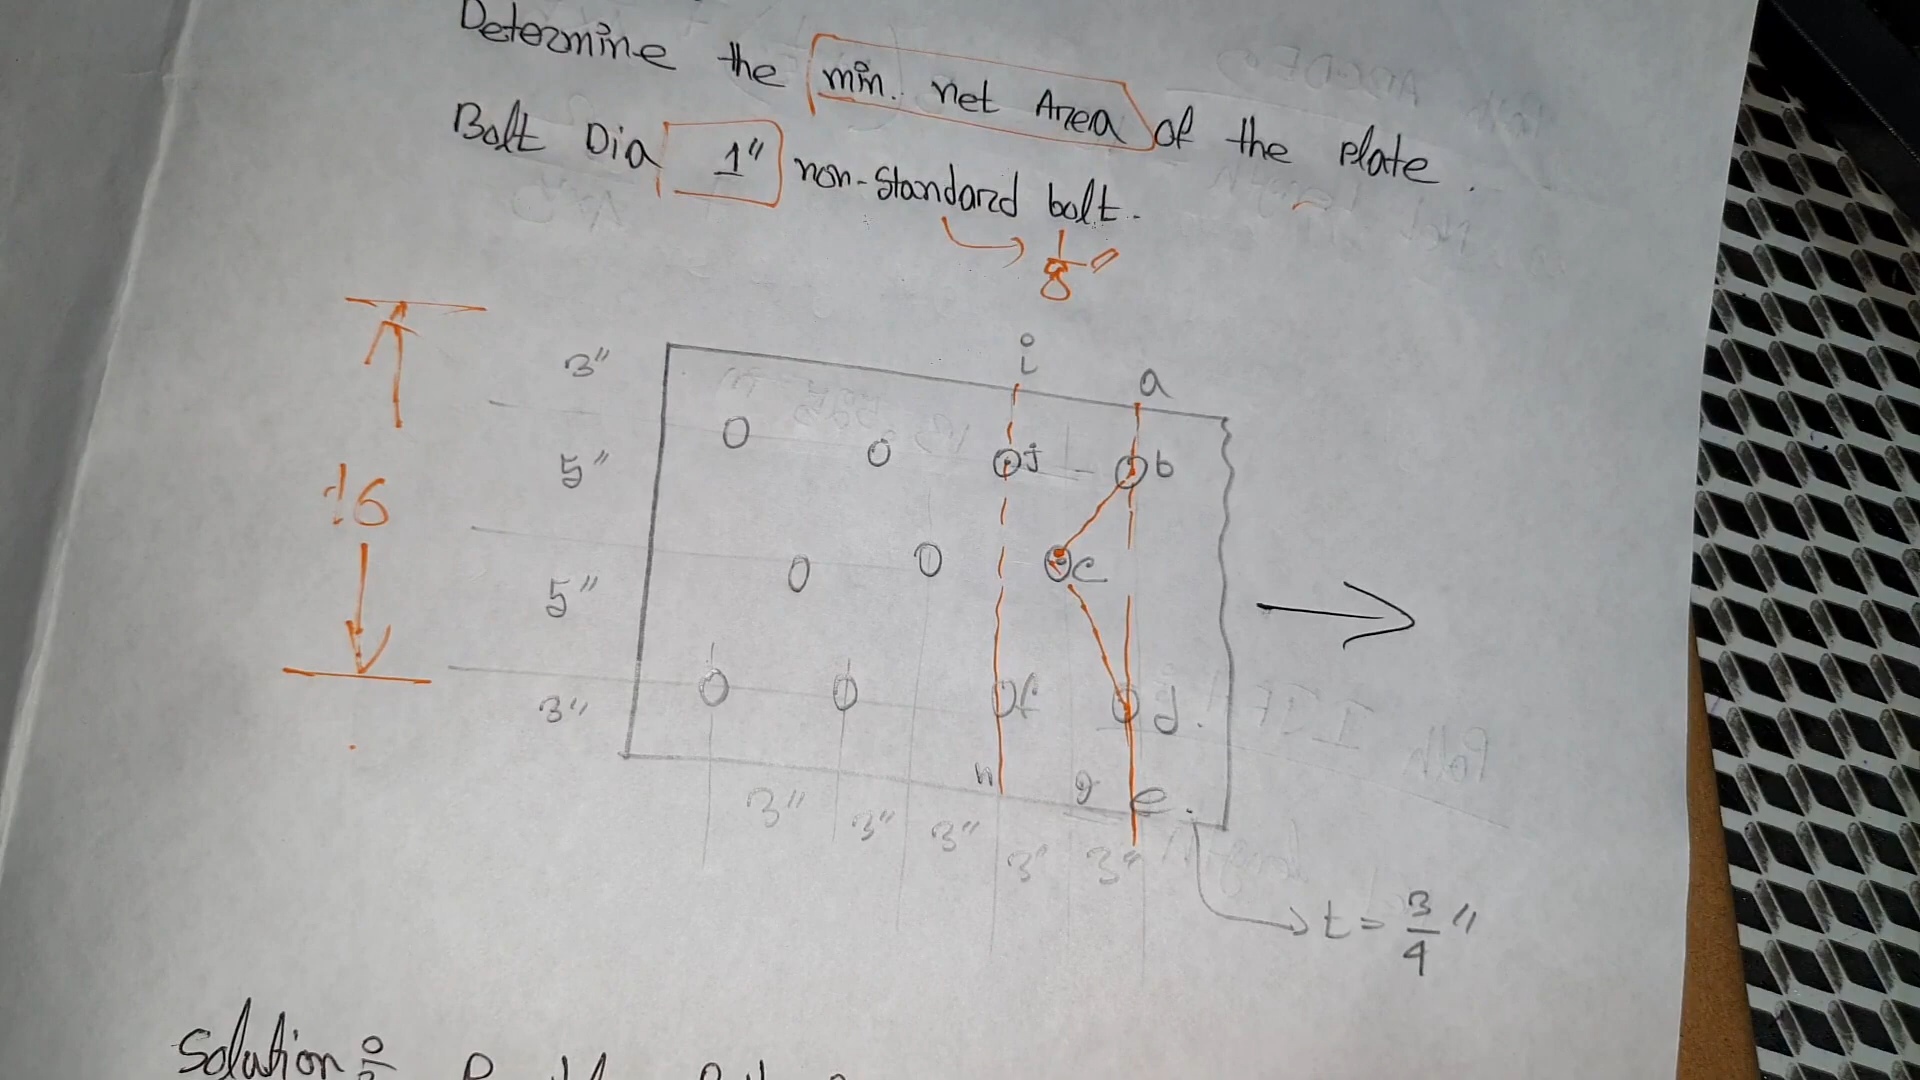 Determine the min. net Area of the plate.
Bolt Dia 1" non-standard bolt.
1/8"
i
a
3"
5"
16
5"
3"
j
b
c
f
d.
h
g
e.
3"
3"
3"
3"
3"
t = 3/4"
Solution: